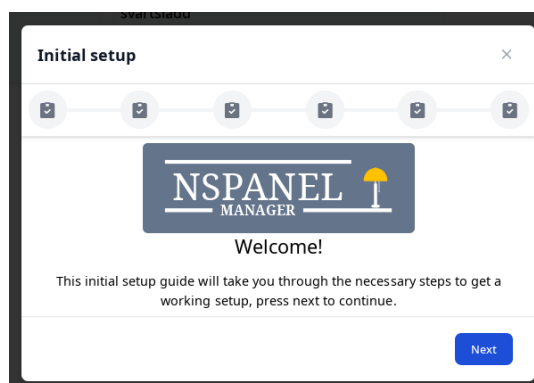 svartsladd
Initial setup
NSPANEL
MANAGER
Welcome!
This initial setup guide will take you through the necessary steps to get a
working setup, press next to continue.
Next